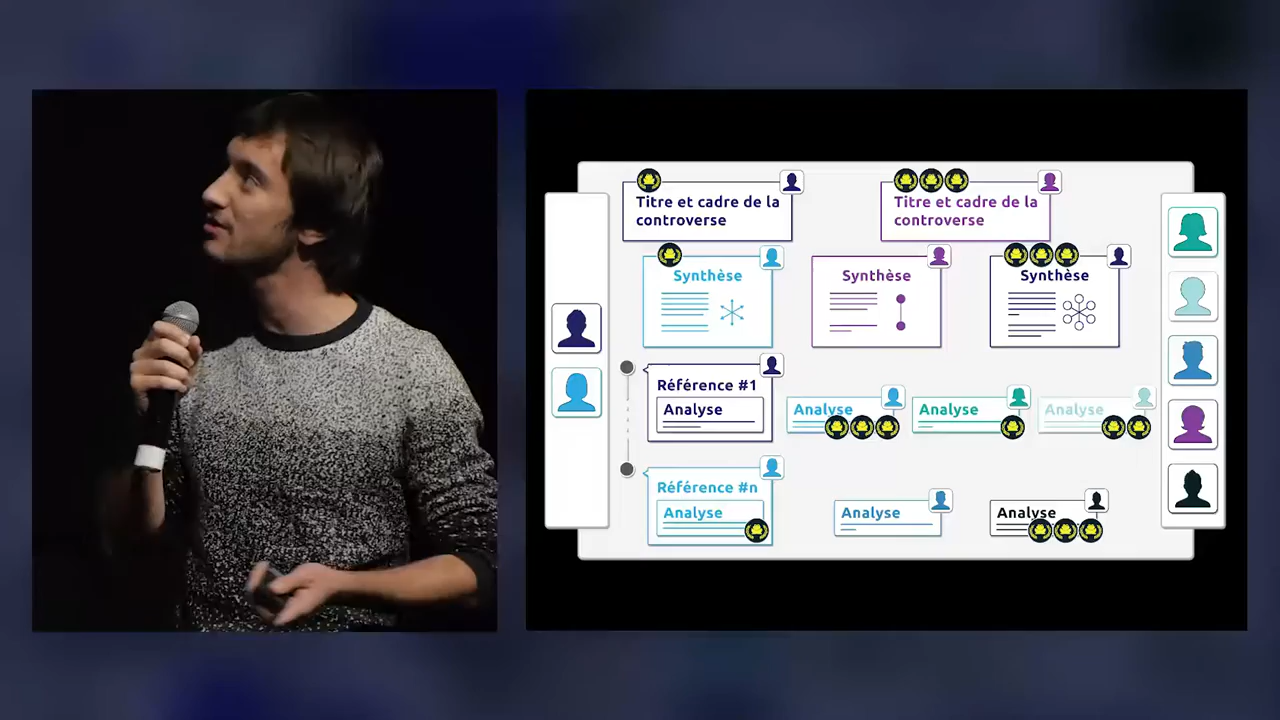 Titre et cadre de la
controverse
Titre et cadre de la
controverse
Synthèse
Synthèse
Synthèse
Référence #1
Analyse
Analyse
Analyse
Analyse
Référence #n
Analyse
Analyse
Analyse